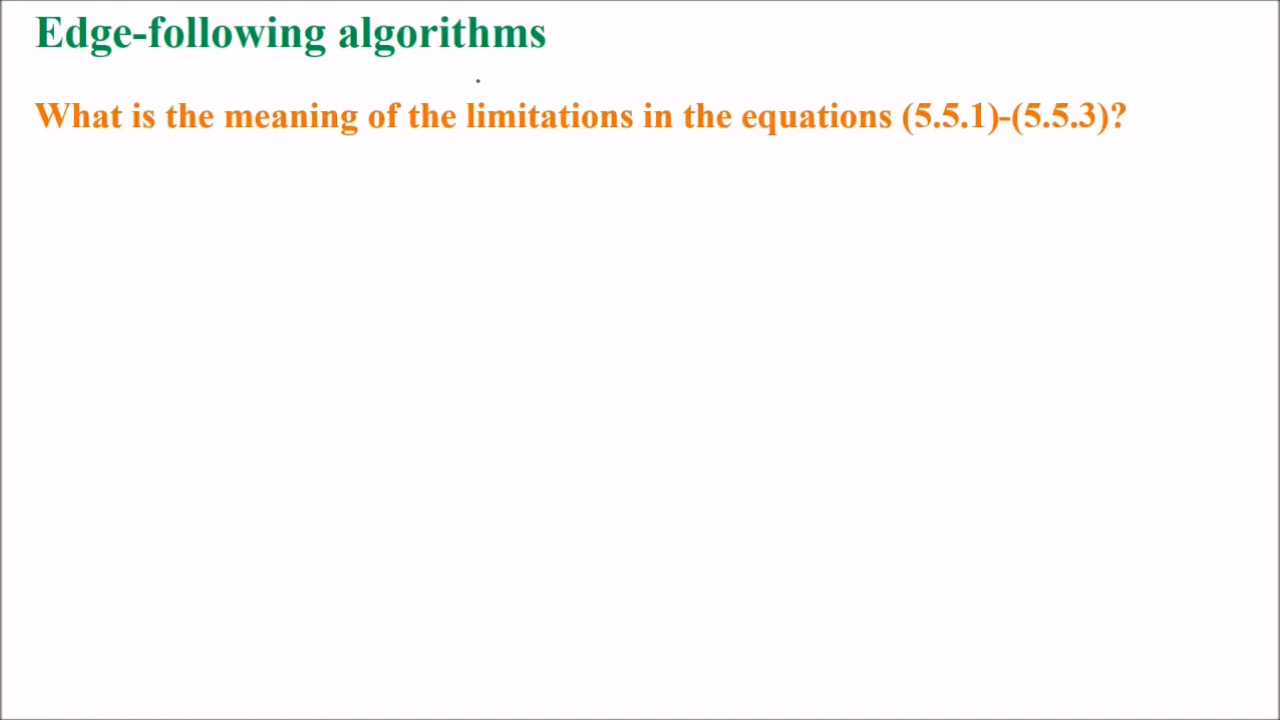 Edge-following algorithms
What is the meaning of the limitations in the equations (5.5.1)-(5.5.3)?